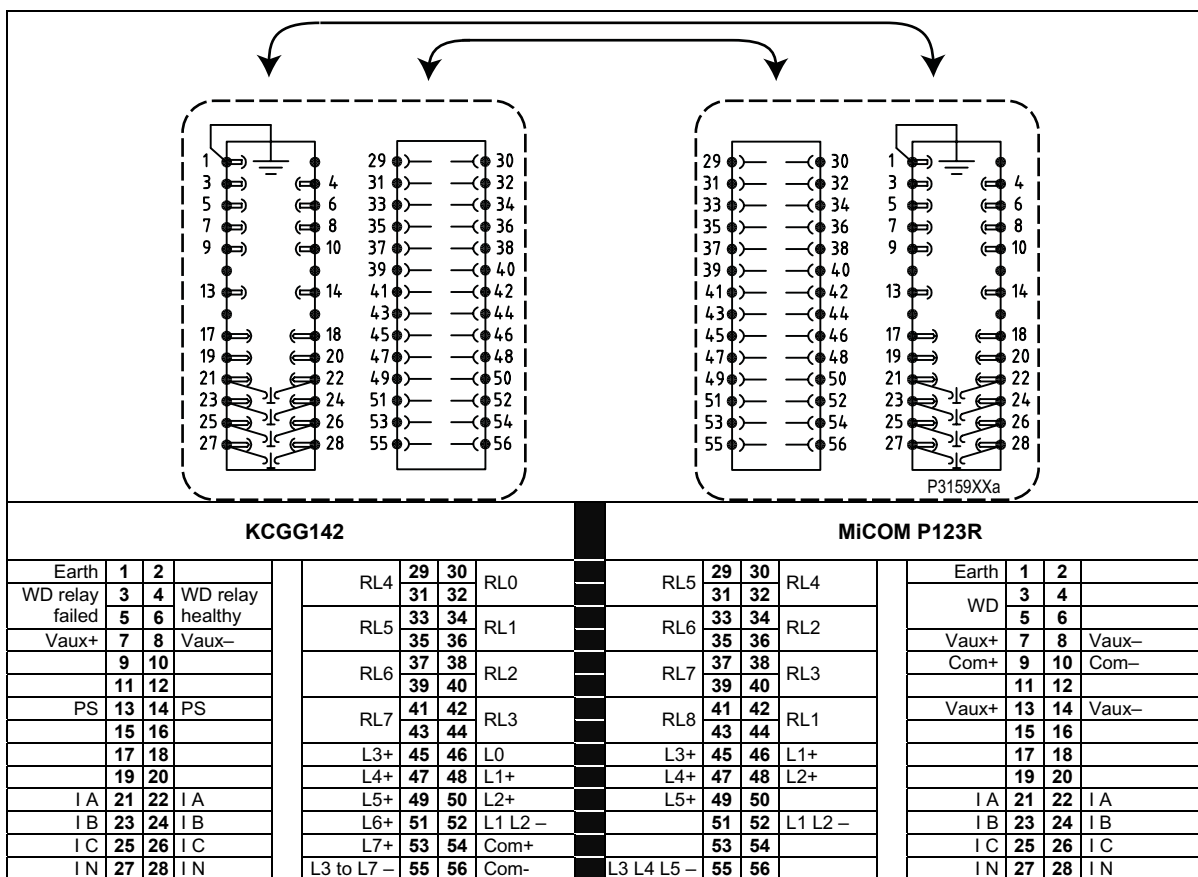 1 29 30 29 30 1
3 4 31 32 31 32 3 4
5 6 33 34 33 34 5 6
7 8 35 36 35 36 7 8
9 10 37 38 37 38 9 10
39 40 39 40
13 14 41 42 41 42 13 14
43 44 43 44
17 18 45 46 45 46 17 18
19 20 47 48 47 48 19 20
21 22 49 50 49 50 21 22
23 24 51 52 51 52 23 24
25 26 53 54 53 54 25 26
27 28 55 56 55 56 27 28
P3159XXa
KCGG142 MiCOM P123R
Earth 1 2 RL4 29 30 RL0 RL5 29 30 RL4 Earth 1 2
WD relay failed 3 4 WD relay healthy 31 32 31 32 WD 3 4
5 6 RL5 33 34 RL1 RL6 33 34 RL2 5 6
Vaux+ 7 8 Vaux– 35 36 35 36 Vaux+ 7 8 Vaux–
9 10 RL6 37 38 RL2 RL7 37 38 RL3 Com+ 9 10 Com–
11 12 39 40 39 40 11 12
PS 13 14 PS RL7 41 42 RL3 RL8 41 42 RL1 Vaux+ 13 14 Vaux–
15 16 43 44 43 44 15 16
17 18 L3+ 45 46 L0 L3+ 45 46 L1+ 17 18
19 20 L4+ 47 48 L1+ L4+ 47 48 L2+ 19 20
I A 21 22 I A L5+ 49 50 L2+ L5+ 49 50 I A 21 22 I A
I B 23 24 I B L6+ 51 52 L1 L2 – 51 52 L1 L2 – I B 23 24 I B
I C 25 26 I C L7+ 53 54 Com+ 53 54 I C 25 26 I C
I N 27 28 I N L3 to L7 – 55 56 Com- L3 L4 L5 – 55 56 I N 27 28 I N